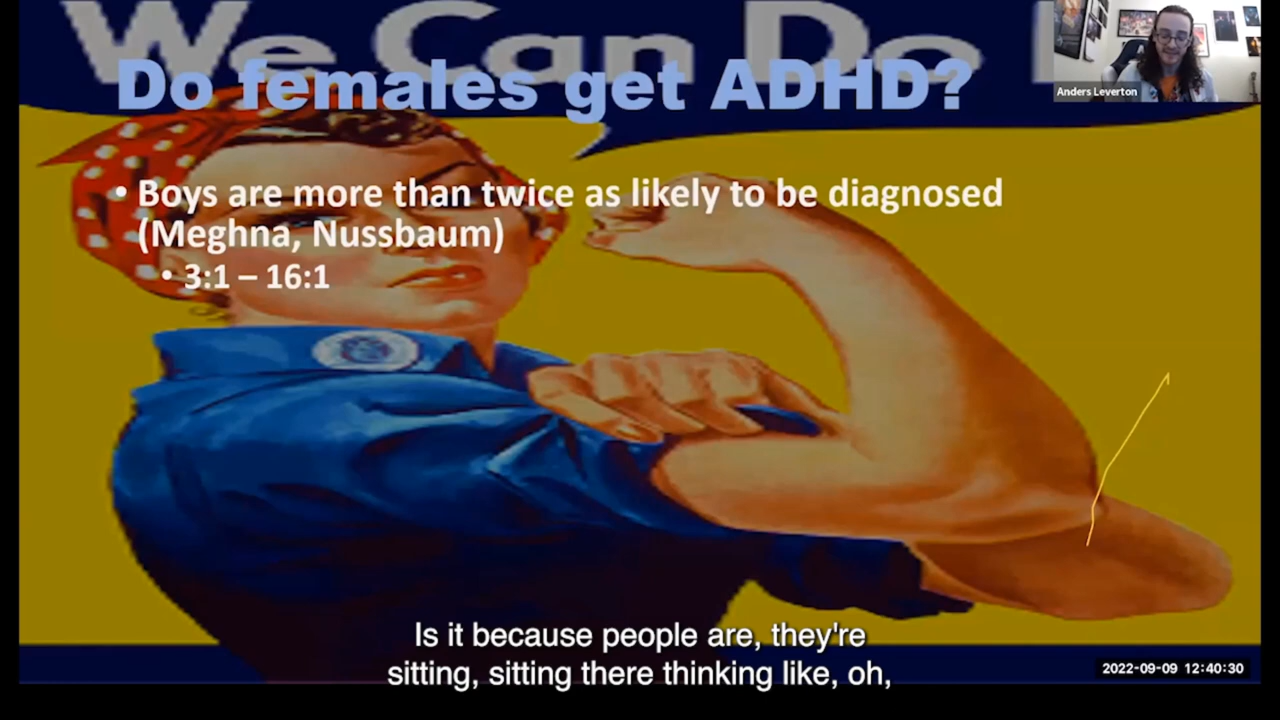 We Can Do
Do females get ADHD?
Anders Leverton
• Boys are more than twice as likely to be diagnosed
(Meghna, Nussbaum)
• 3:1 – 16:1
Is it because people are, they're
sitting, sitting there thinking like, oh,
2022-09-09 12:40:30